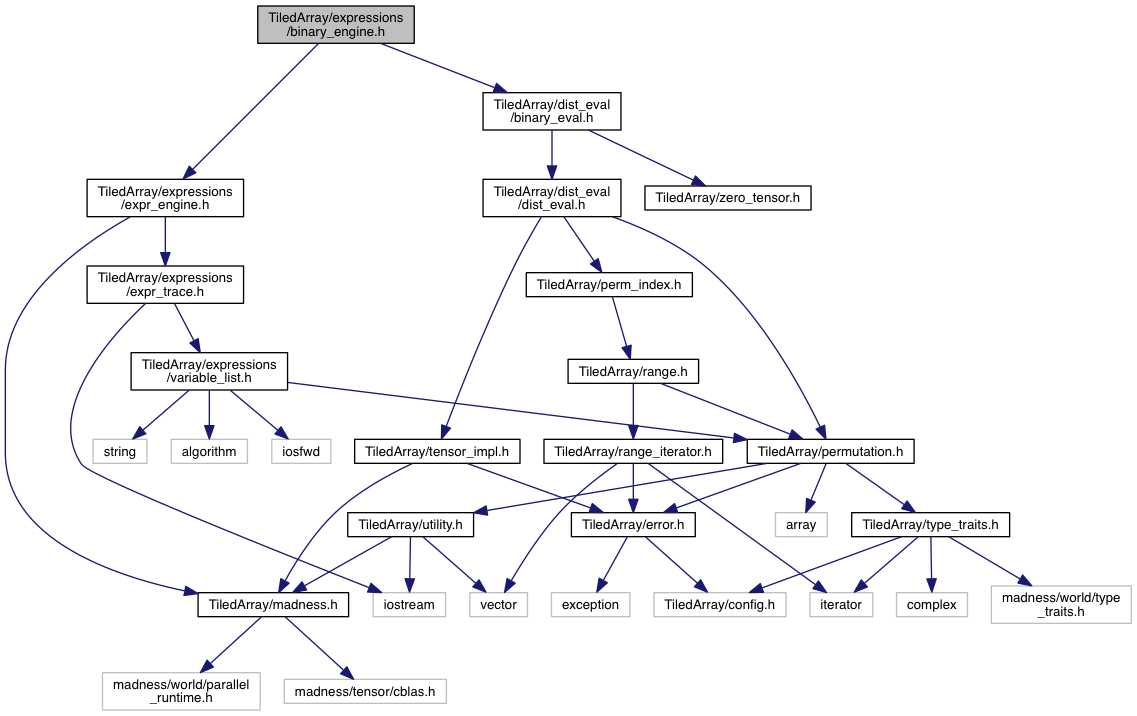 TiledArray/expressions
/binary_engine.h
TiledArray/dist_eval
/binary_eval.h
TiledArray/expressions
/expr_engine.h
TiledArray/dist_eval
/dist_eval.h
TiledArray/zero_tensor.h
TiledArray/expressions
/expr_trace.h
TiledArray/perm_index.h
TiledArray/expressions
/variable_list.h
TiledArray/range.h
string
algorithm
iosfwd
TiledArray/tensor_impl.h
TiledArray/range_iterator.h
TiledArray/permutation.h
TiledArray/utility.h
TiledArray/error.h
array
TiledArray/type_traits.h
TiledArray/madness.h
iostream
vector
exception
TiledArray/config.h
iterator
complex
madness/world/type
_traits.h
madness/world/parallel
_runtime.h
madness/tensor/cblas.h